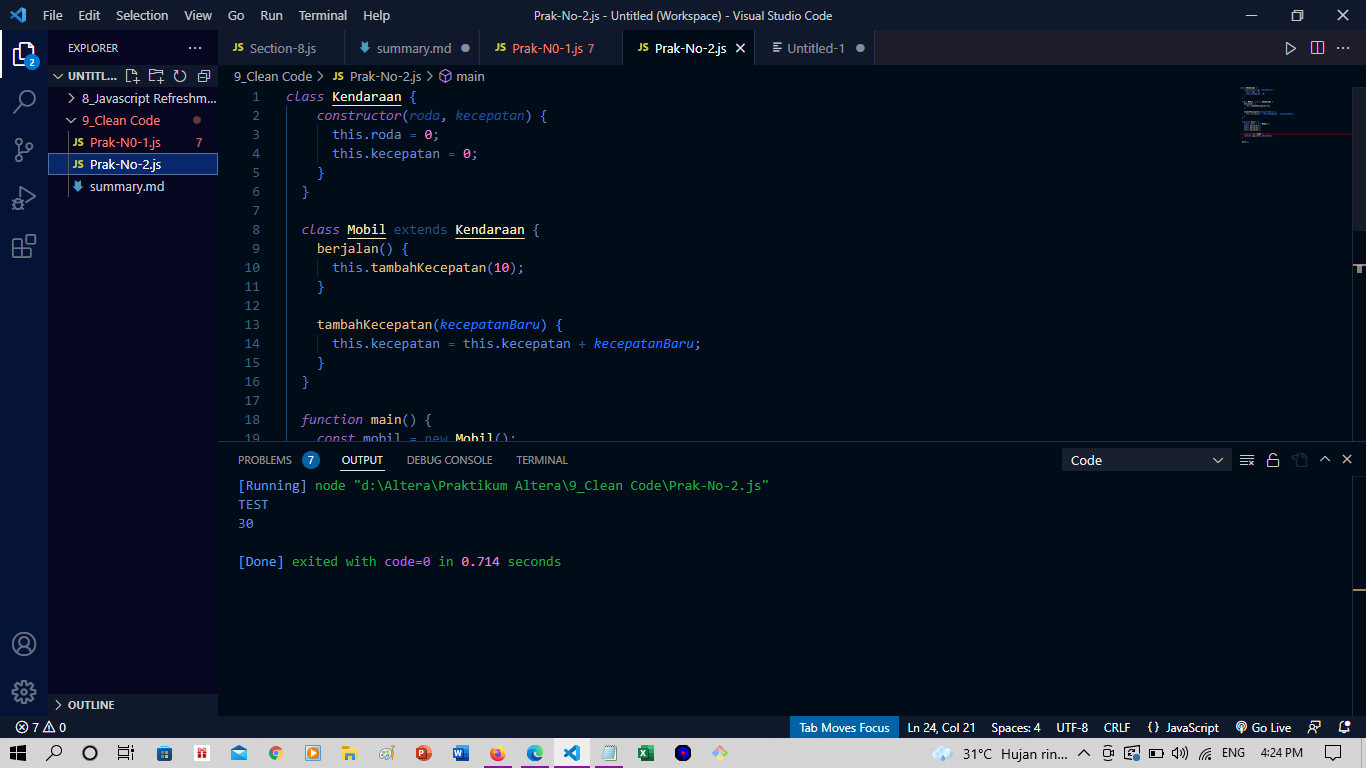 File Edit Selection View Go Run Terminal Help
Prak-No-2.js - Untitled (Workspace) - Visual Studio Code
EXPLORER
UNTITL...
8_Javascript Refreshm...
9_Clean Code
Prak-N0-1.js 7
Prak-No-2.js
summary.md
OUTLINE
2
Section-8.js summary.md Prak-N0-1.js 7 Prak-No-2.js Untitled-1
9_Clean Code > Prak-No-2.js > main
1 class Kendaraan {
2 constructor(roda, kecepatan) {
3 this.roda = 0;
4 this.kecepatan = 0;
5 }
6 }
7
8 class Mobil extends Kendaraan {
9 berjalan() {
10 this.tambahKecepatan(10);
11 }
12
13 tambahKecepatan(kecepatanBaru) {
14 this.kecepatan = this.kecepatan + kecepatanBaru;
15 }
16 }
17
18 function main() {
19 const mobil = new Mobil();
PROBLEMS 7 OUTPUT DEBUG CONSOLE TERMINAL
Code
[Running] node "d:\Altera\Praktikum Altera\9_Clean Code\Prak-No-2.js"
TEST
30
[Done] exited with code=0 in 0.714 seconds
7 0
Tab Moves Focus Ln 24, Col 21 Spaces: 4 UTF-8 CRLF {} JavaScript Go Live
31°C Hujan rin... ENG 4:24 PM